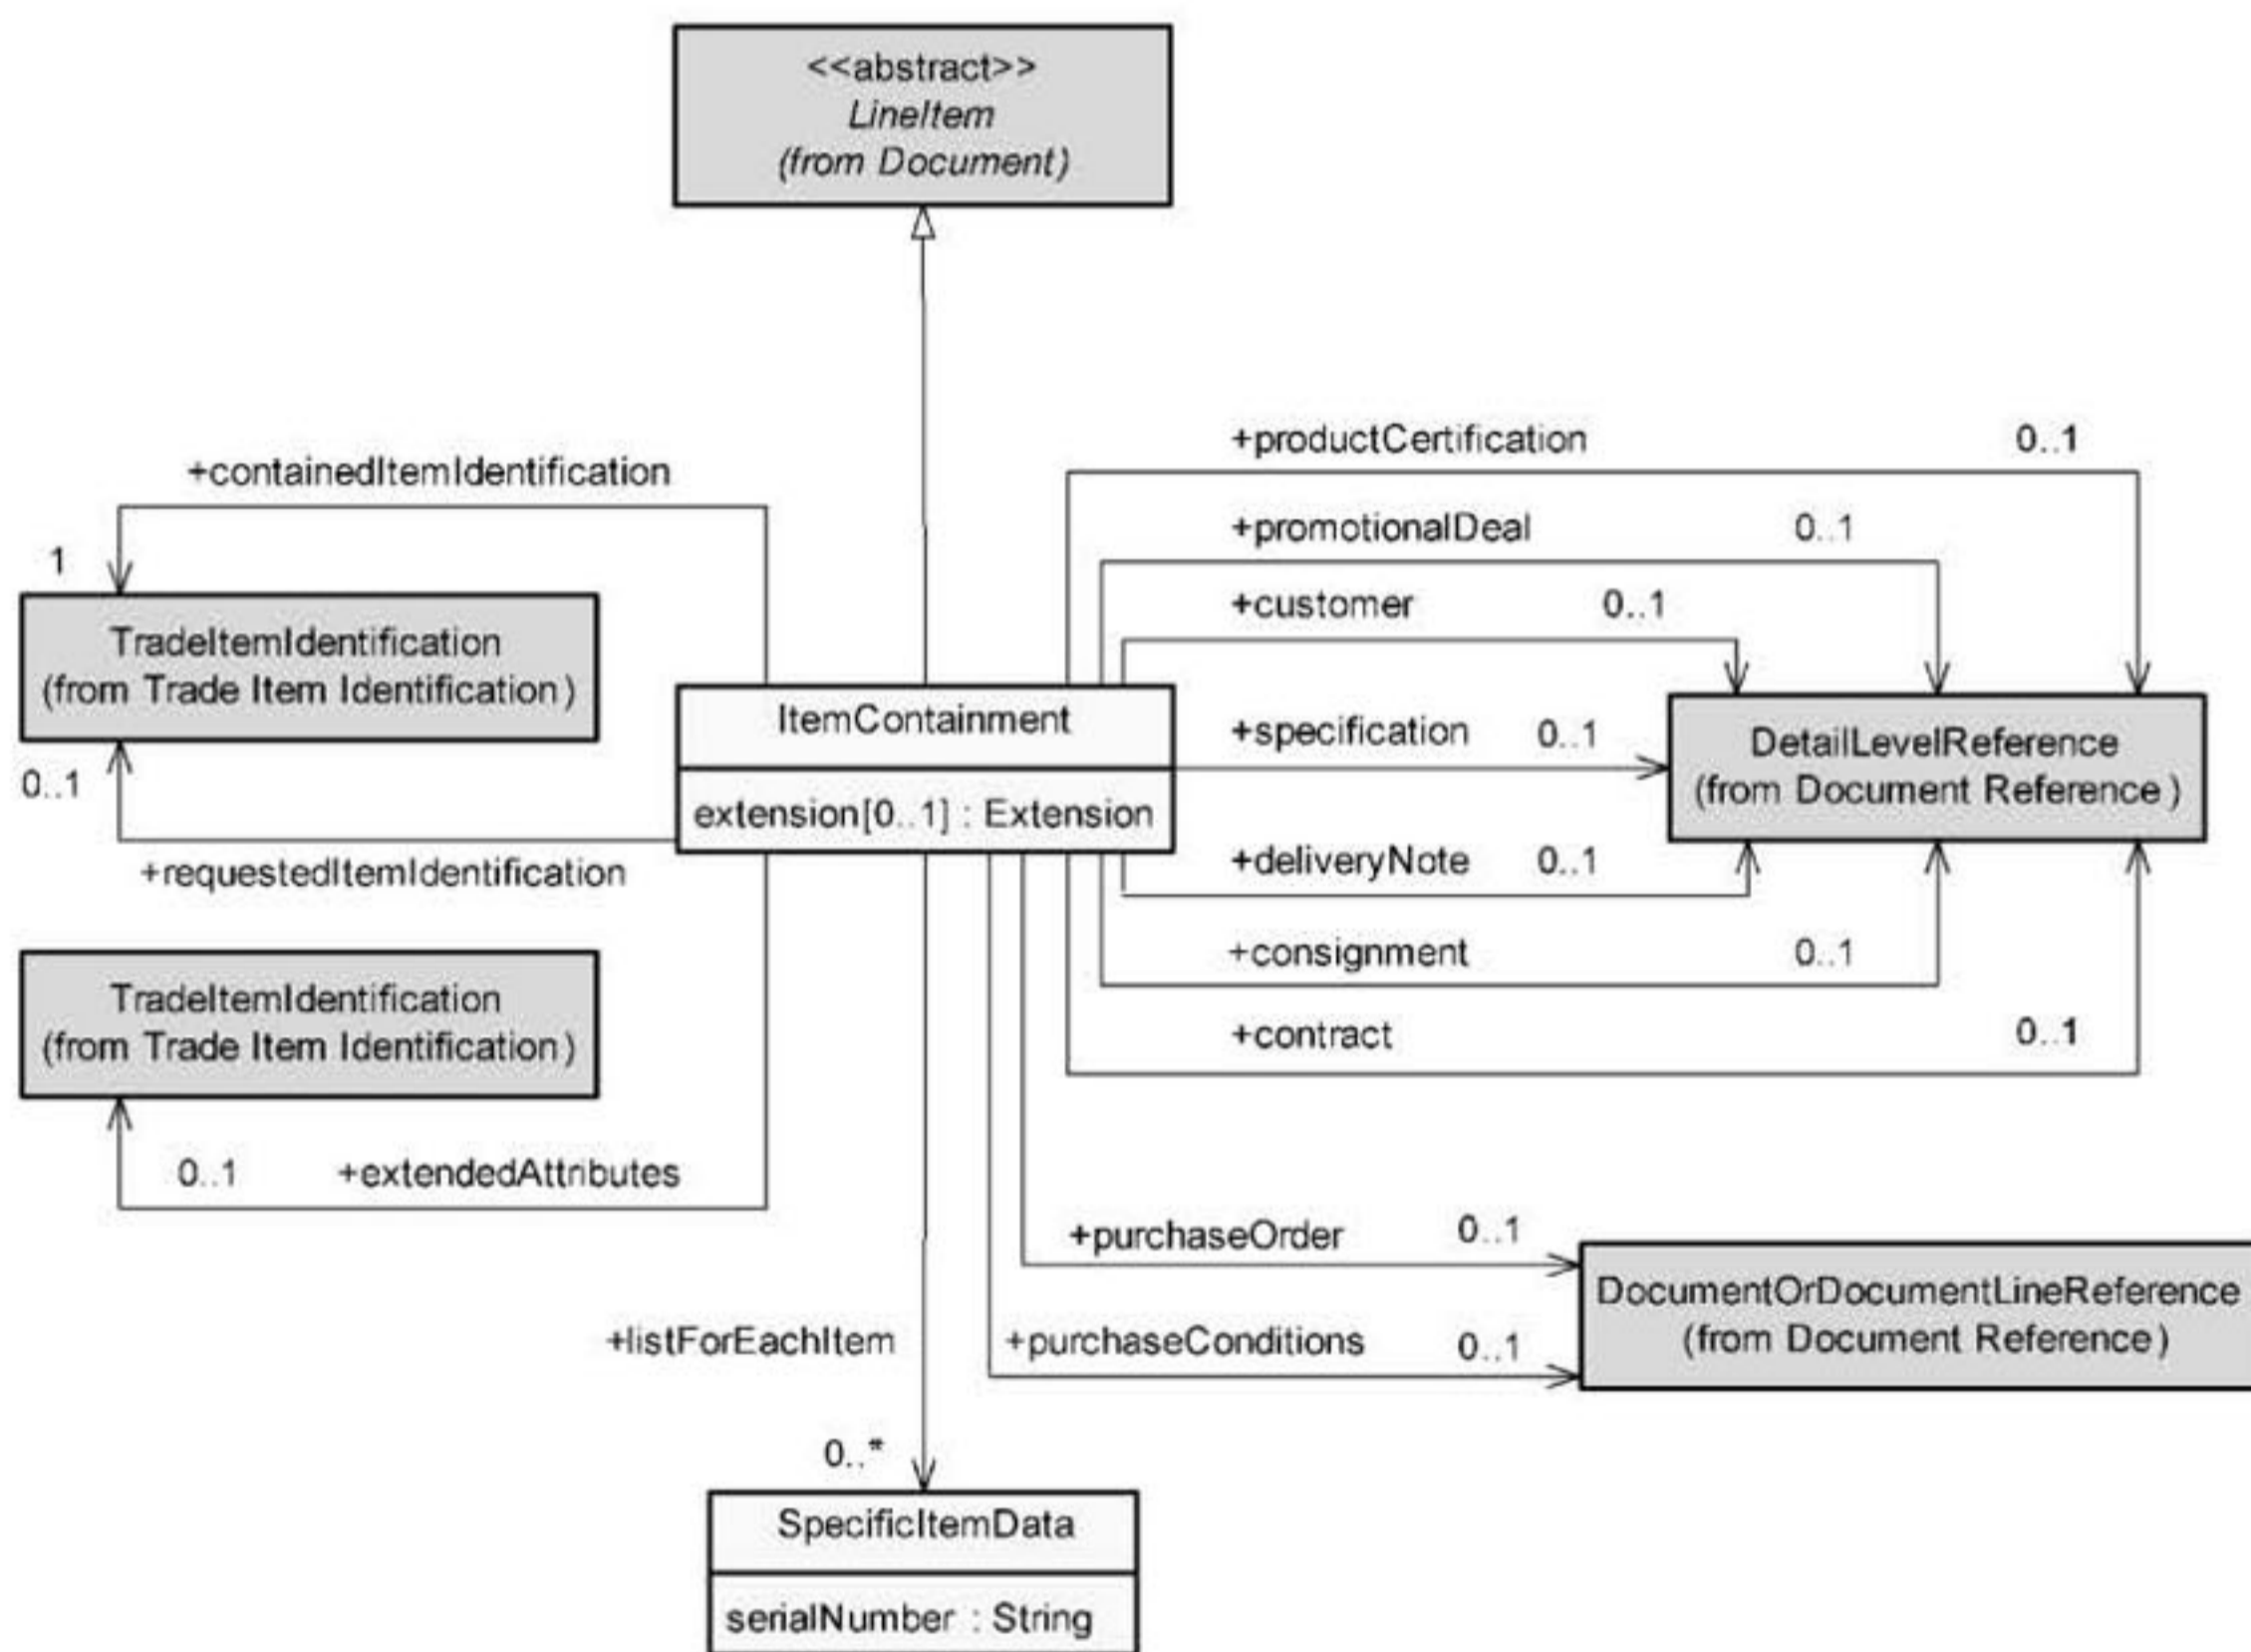 <<abstract>>
LineItem
(from Document)
+productCertification 0..1
+containedItemIdentification
+promotionalDeal 0..1
1
+customer 0..1
TradeItemIdentification
(from Trade Item Identification)
ItemContainment
+specification 0..1
DetailLevelReference
(from Document Reference)
0..1
extension[0..1] : Extension
+requestedItemIdentification
+deliveryNote 0..1
+consignment 0..1
TradeItemIdentification
(from Trade Item Identification)
+contract 0..1
0..1 +extendedAttributes
+purchaseOrder 0..1
DocumentOrDocumentLineReference
(from Document Reference)
+listForEachItem
+purchaseConditions 0..1
0..*
SpecificItemData
serialNumber : String